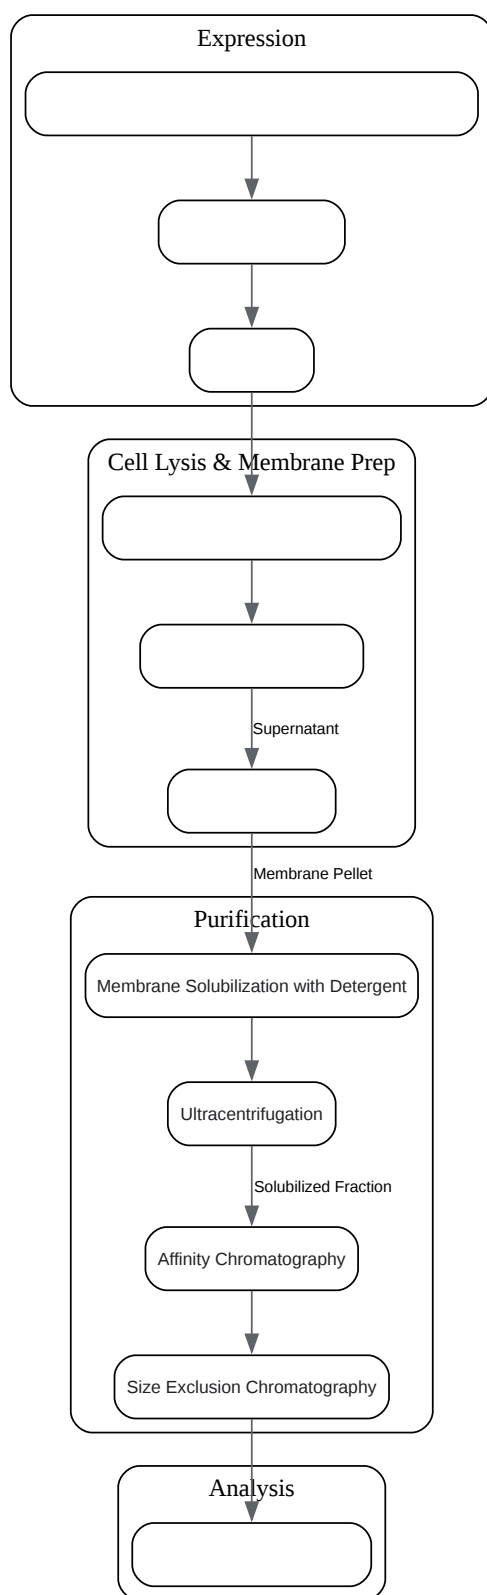 Expression
Cell Lysis & Membrane Prep
Supernatant
Membrane Pellet
Purification
Membrane Solubilization with Detergent
Ultracentrifugation
Solubilized Fraction
Affinity Chromatography
Size Exclusion Chromatography
Analysis